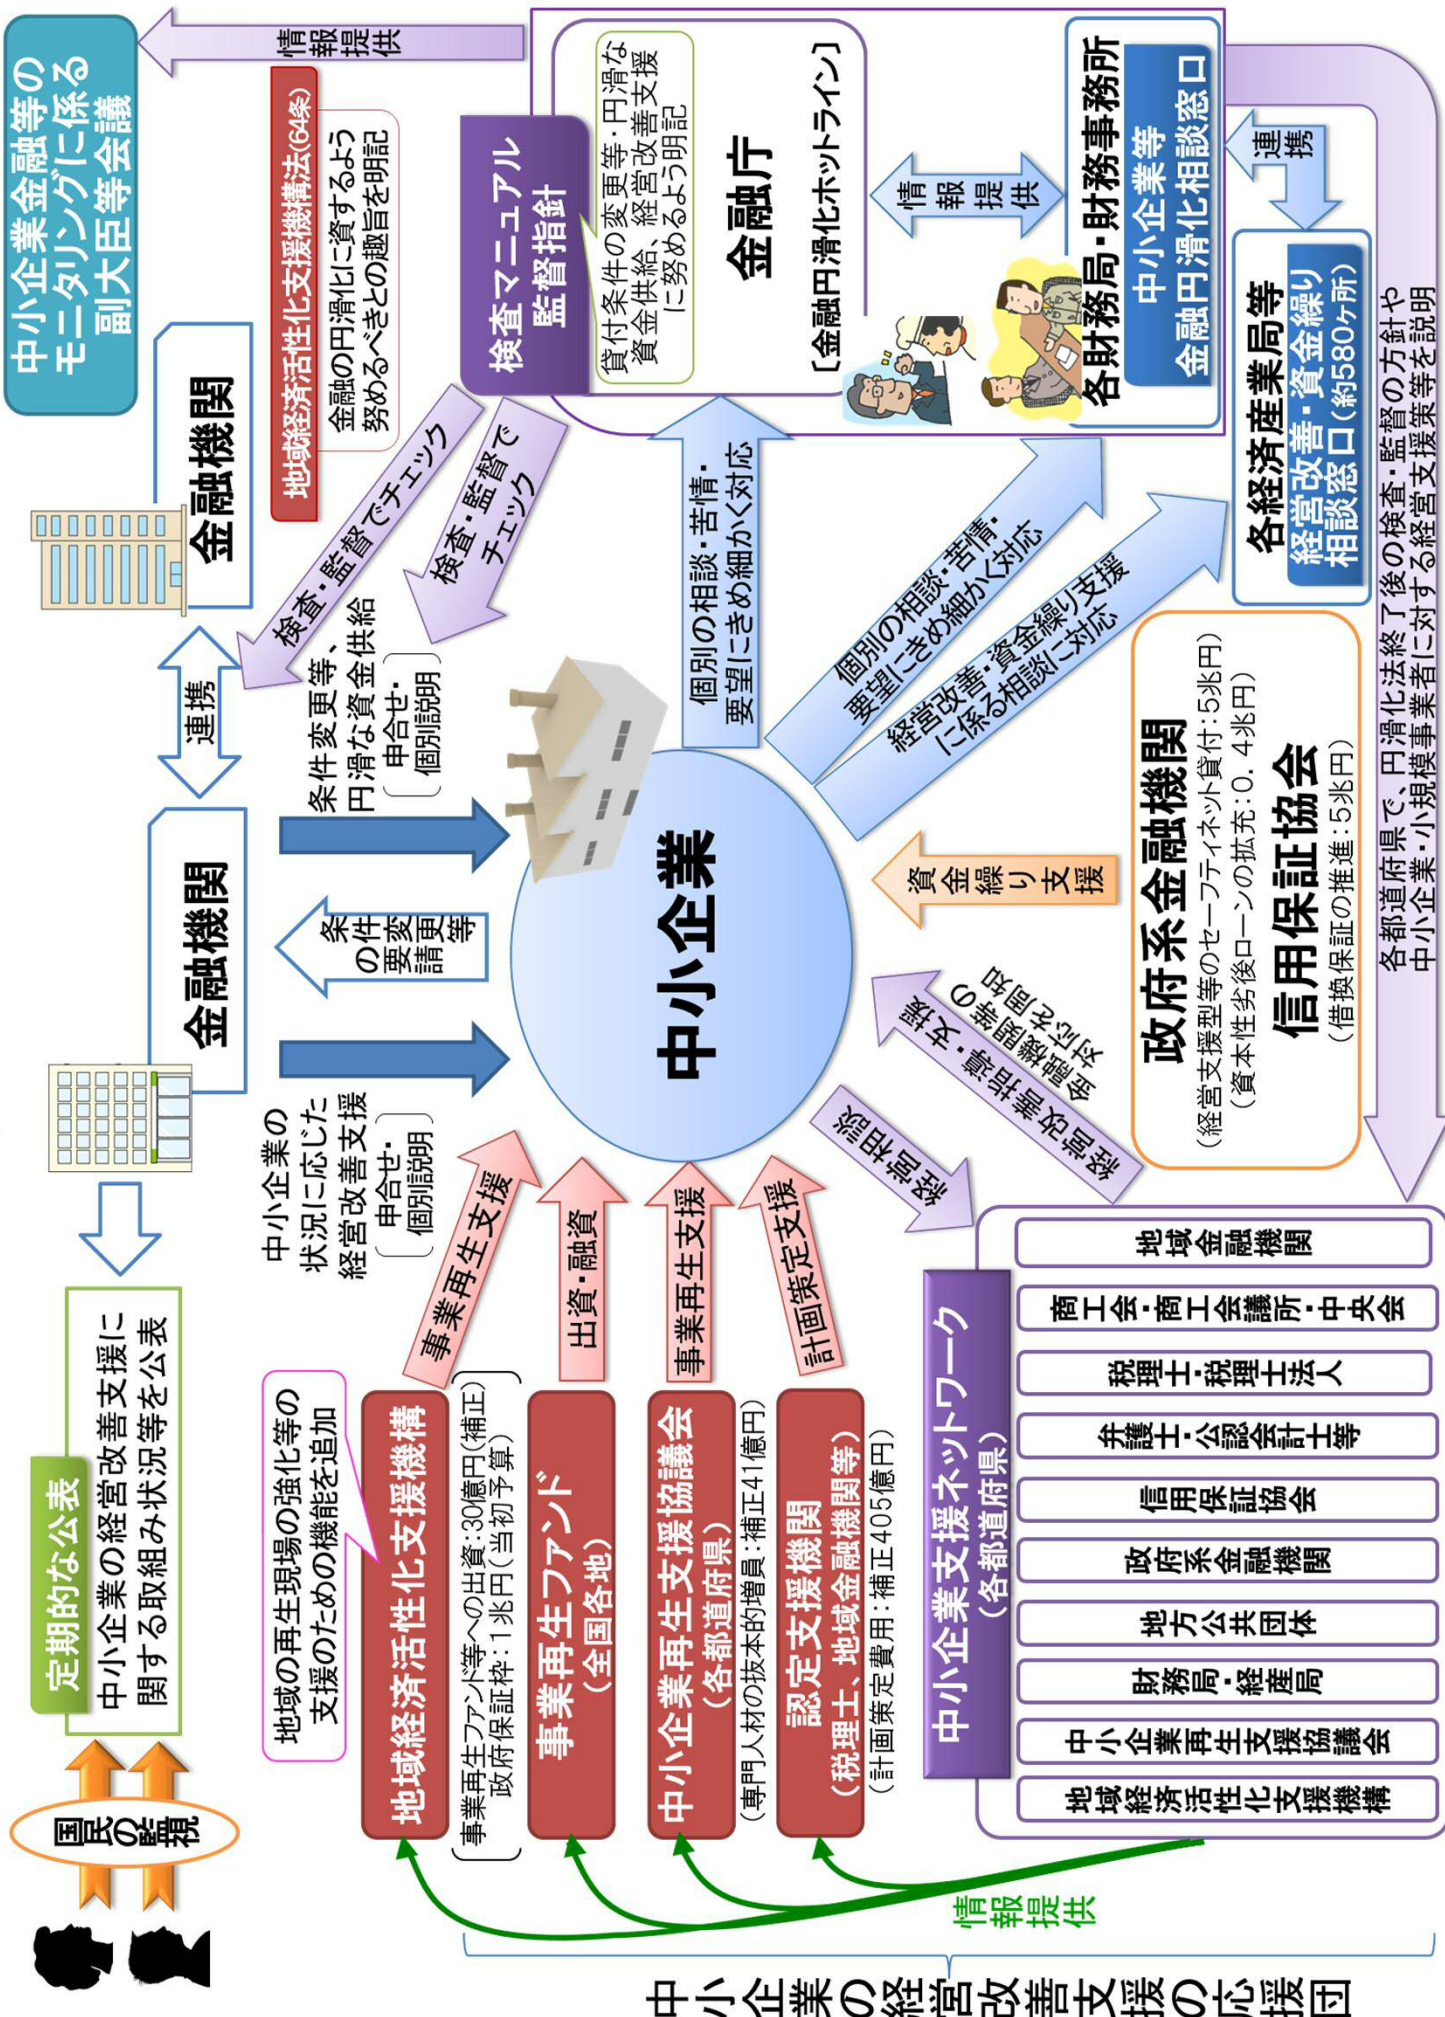 国民の監視
定期的な公表
中小企業の経営改善支援に
関する取組み状況等を公表
金融機関
連携
金融機関
中小企業金融等の
モニタリングに係る
副大臣等会議
情報提供
地域経済活性化支援機構法(64条)
金融の円滑化に資するよう
努めるべきとの趣旨を明記
検査・監督でチェック
検査・監督で
チェック
中小企業の
状況に応じた
経営改善支援
申合せ・
個別説明
条件変更等
の要請
条件変更等、
円滑な資金供給
申合せ・
個別説明
検査マニュアル
監督指針
貸付条件の変更等・円滑な
資金供給、経営改善支援
に努めるよう明記
金融庁
［金融円滑化ホットライン］
情報提供
各財務局・財務事務所
中小企業等
金融円滑化相談窓口
連携
各経済産業局等
経営改善・資金繰り
相談窓口(約580ヶ所)
個別の相談・苦情・
要望にきめ細かく対応
個別の相談・苦情・
要望にきめ細かく対応
経営改善・資金繰り支援
に係る相談に対応
中小企業
地域の再生現場の強化等の
支援のための機能を追加
地域経済活性化支援機構
事業再生ファンド等への出資:30億円(補正)
政府保証枠:1兆円(当初予算)
事業再生支援
事業再生ファンド
(全国各地)
出資・融資
中小企業再生支援協議会
(各都道府県)
(専門人材の抜本的増員:補正41億円)
事業再生支援
認定支援機関
(税理士、地域金融機関等)
(計画策定費用:補正405億円)
計画策定支援
資金繰り支援
政府系金融機関
(経営支援型等のセーフティネット貸付:5兆円)
(資本性劣後ローンの拡充:0.4兆円)
信用保証協会
(借換保証の推進:5兆円)
経営相談
経営改善指導・支援
金融機関等の
対応を周知
各都道府県で、円滑化法終了後の検査・監督の方針や
中小企業・小規模事業者に対する経営支援策等を説明
中小企業支援ネットワーク
(各都道府県)
地域経済活性化支援機構
中小企業再生支援協議会
財務局・経産局
地方公共団体
政府系金融機関
信用保証協会
弁護士・公認会計士等
税理士・税理士法人
商工会・商工会議所・中央会
地域金融機関
情報提供
中小企業の経営改善支援の応援団